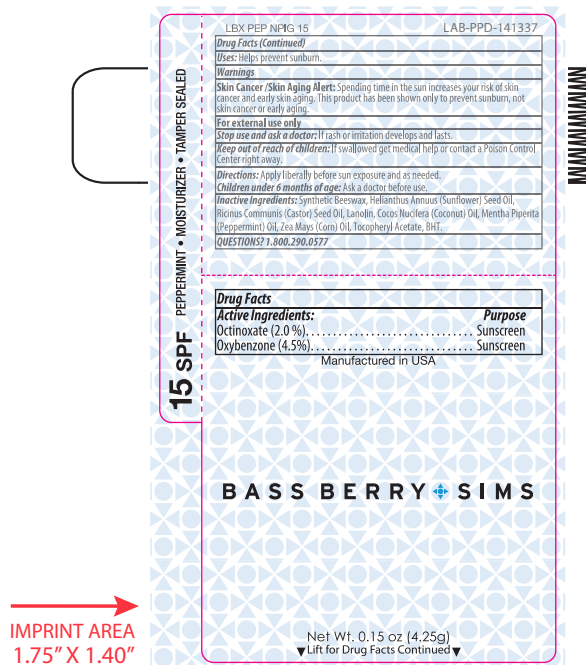 LBX PEP NPIG 15 LAB-PPD-141337
Drug Facts (Continued)
Uses: Helps prevent sunburn.
Warnings
Skin Cancer /Skin Aging Alert: Spending time in the sun increases your risk of skin
cancer and early skin aging. This product has been shown only to prevent sunburn, not
skin cancer or early aging.
For external use only
Stop use and ask a doctor: If rash or irritation develops and lasts.
Keep out of reach of children: If swallowed get medical help or contact a Poison Control
Center right away.
Directions: Apply liberally before sun exposure and as needed.
Children under 6 months of age: Ask a doctor before use.
Inactive Ingredients: Synthetic Beeswax, Helianthus Annuus (Sunflower) Seed Oil,
Ricinus Communis (Castor) Seed Oil, Lanolin, Cocos Nucifera (Coconut) Oil, Mentha Piperita
(Peppermint) Oil, Zea Mays (Corn) Oil, Tocopheryl Acetate, BHT.
QUESTIONS? 1.800.290.0577
15 SPF PEPPERMINT • MOISTURIZER • TAMPER SEALED
Drug Facts
Active Ingredients: Purpose
Octinoxate (2.0 %)............................. Sunscreen
Oxybenzone (4.5%)............................. Sunscreen
Manufactured in USA
BASS BERRY SIMS
IMPRINT AREA
1.75" X 1.40"
Net Wt. 0.15 oz (4.25g)
▼Lift for Drug Facts Continued▼